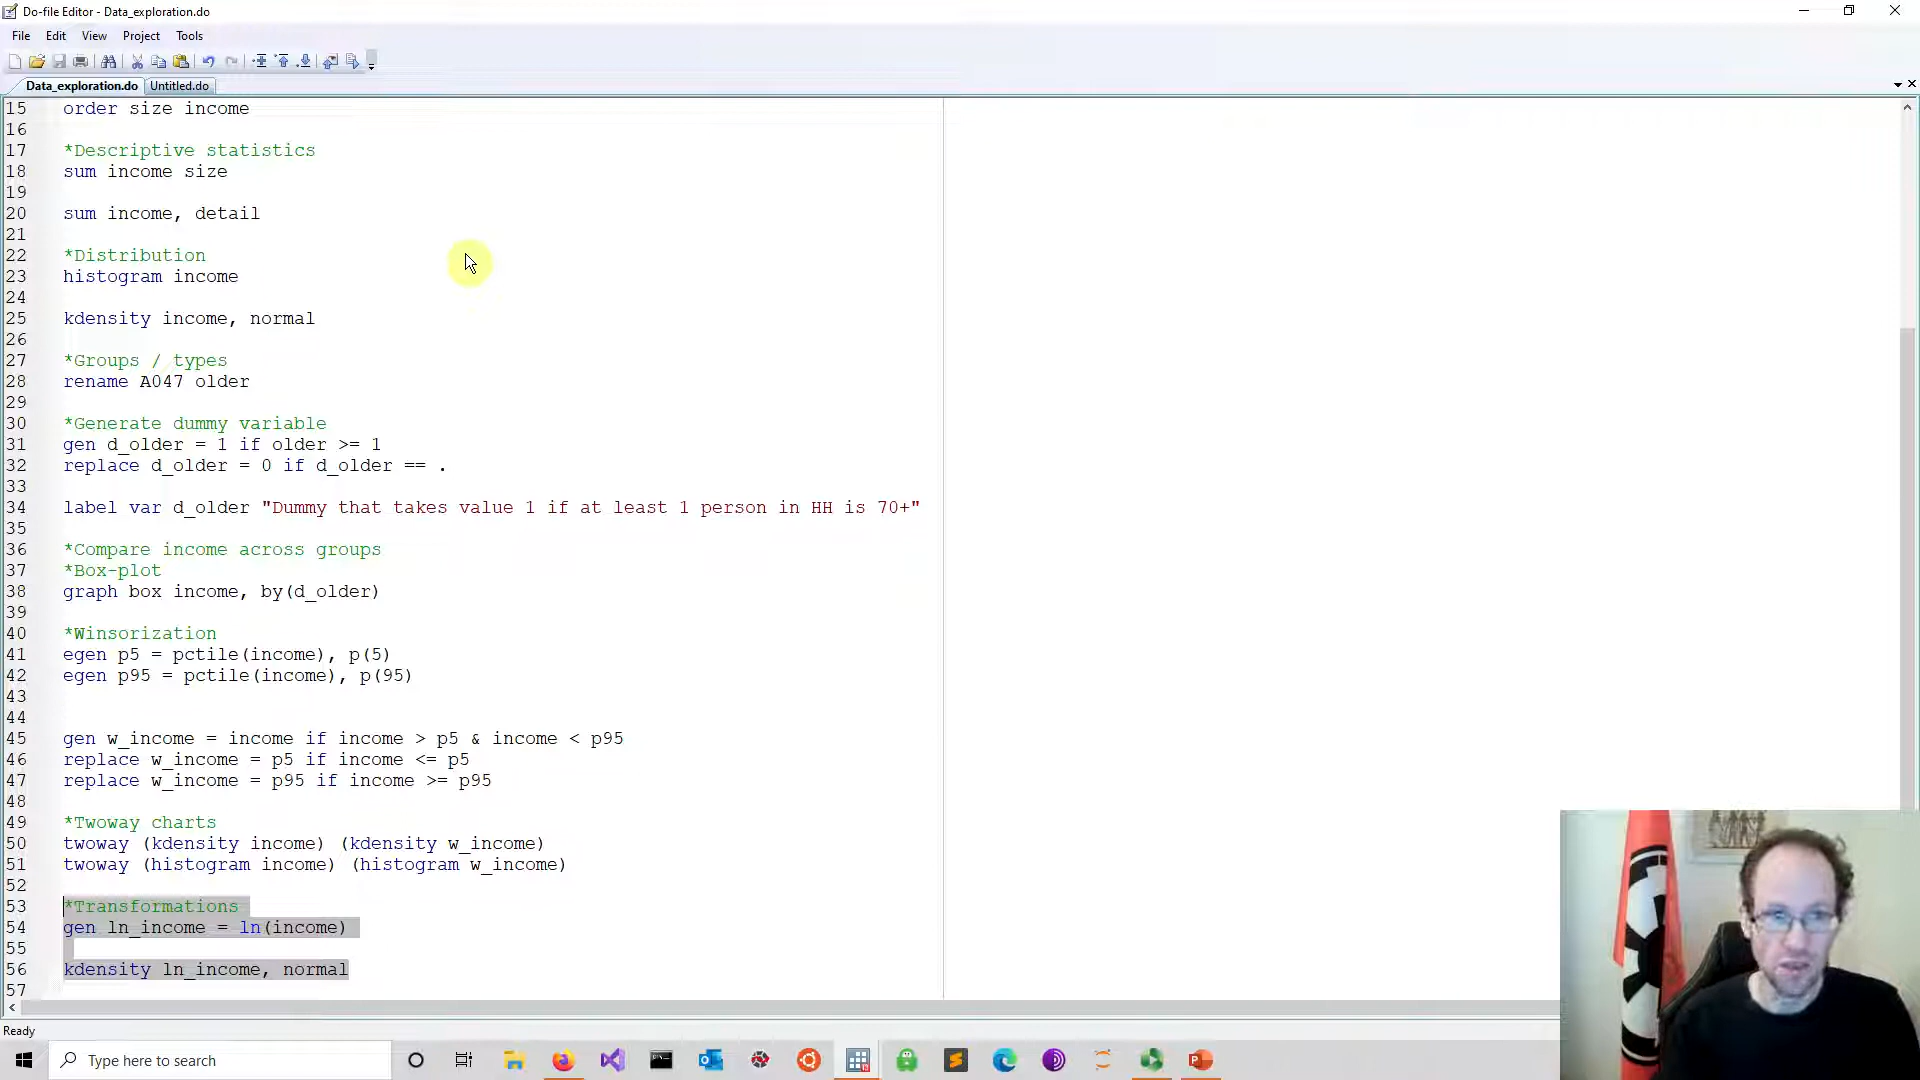 Do-file Editor - Data_exploration.do
File Edit View Project Tools
Data_exploration.do Untitled.do
15 order size income
16
17 *Descriptive statistics
18 sum income size
19
20 sum income, detail
21
22 *Distribution
23 histogram income
24
25 kdensity income, normal
26
27 *Groups / types
28 rename A047 older
29
30 *Generate dummy variable
31 gen d_older = 1 if older >= 1
32 replace d_older = 0 if d_older == .
33
34 label var d_older "Dummy that takes value 1 if at least 1 person in HH is 70+"
35
36 *Compare income across groups
37 *Box-plot
38 graph box income, by(d_older)
39
40 *Winsorization
41 egen p5 = pctile(income), p(5)
42 egen p95 = pctile(income), p(95)
43
44
45 gen w_income = income if income > p5 & income < p95
46 replace w_income = p5 if income <= p5
47 replace w_income = p95 if income >= p95
48
49 *Twoway charts
50 twoway (kdensity income) (kdensity w_income)
51 twoway (histogram income) (histogram w_income)
52
53 *Transformations
54 gen ln_income = ln(income)
55
56 kdensity ln_income, normal
57
Ready
Type here to search